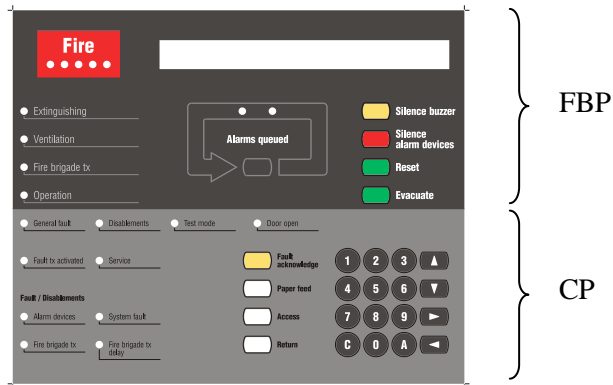 Fire
Extinguishing
Silence buzzer
Ventilation
Alarms queued
Silence
alarm devices
Fire brigade tx
Reset
Operation
Evacuate
FBP
General fault
Disablements
Test mode
Door open
Fault tx activated
Service
Fault
acknowledge
1 2 3
Fault / Disablements
Paper feed
4 5 6
Alarm devices
System fault
Access
7 8 9
Fire brigade tx
Fire brigade tx
delay
Return
C 0 A
CP